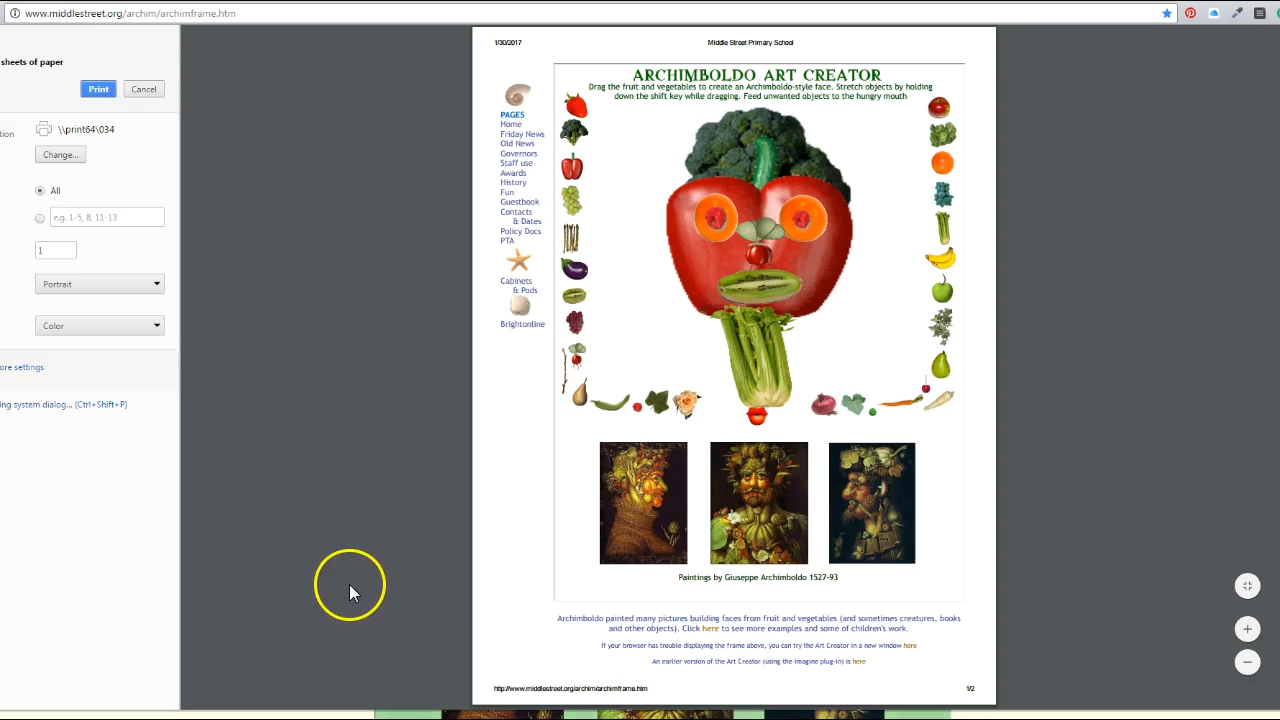 www.middlestreet.org/archim/archimframe.htm
sheets of paper
Print
Cancel
tion
\\print64\034
Change...
All
e.g. 1-5, 8, 11-13
1
Portrait
Color
ore settings
ing system dialog... (Ctrl+Shift+P)
1/30/2017
Middle Street Primary School
PAGES
Home
Friday News
Old News
Governors
Staff use
Awards
History
Fun
Guestbook
Contacts
& Dates
Policy Docs
PTA
Cabinets
& Pods
Brightonline
ARCHIMBOLDO ART CREATOR
Drag the fruit and vegetables to create an Archimboldo-style face. Stretch objects by holding
down the shift key while dragging. Feed unwanted objects to the hungry mouth
Paintings by Giuseppe Archimboldo 1527-93
Archimboldo painted many pictures building faces from fruit and vegetables (and sometimes creatures, books
and other objects). Click here to see more examples and some of children's work.
If your browser has trouble displaying the frame above, you can try the Art Creator in a new window here
An earlier version of the Art Creator (using the Imagine plug-in) is here
http://www.middlestreet.org/archim/archimframe.htm
1/2